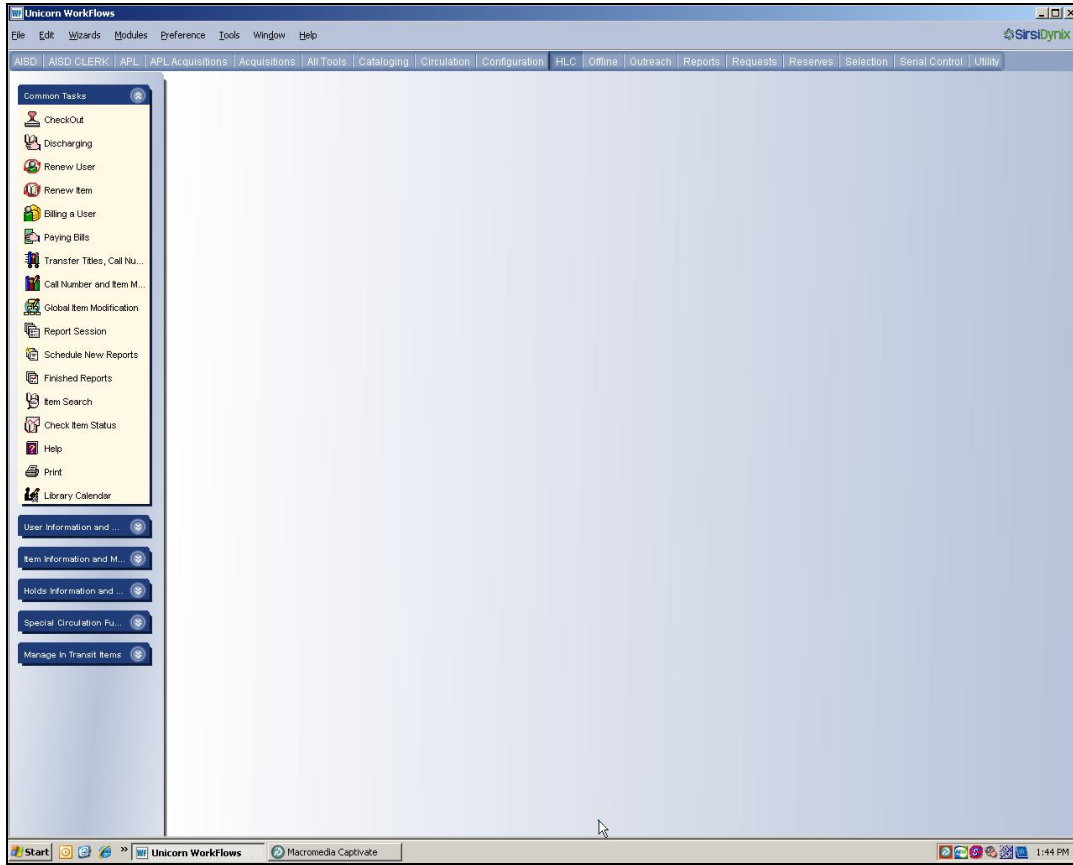 Unicorn WorkFlows
File Edit Wizards Modules Preference Tools Window Help
SirsiDynix
AISD AISD CLERK APL APL Acquisitions Acquisitions All Tools Cataloging Circulation Configuration HLC Offline Outreach Reports Requests Reserves Selection Serial Control Utility
Common Tasks
CheckOut
Discharging
Renew User
Renew Item
Billing a User
Paying Bills
Transfer Titles, Call Nu...
Call Number and Item M...
Global Item Modification
Report Session
Schedule New Reports
Finished Reports
Item Search
Check Item Status
Help
Print
Library Calendar
User Information and ...
Item Information and M...
Holds Information and ...
Special Circulation Fu...
Manage In Transit Items
Start » WF Unicorn WorkFlows Macromedia Captivate 1:44 PM